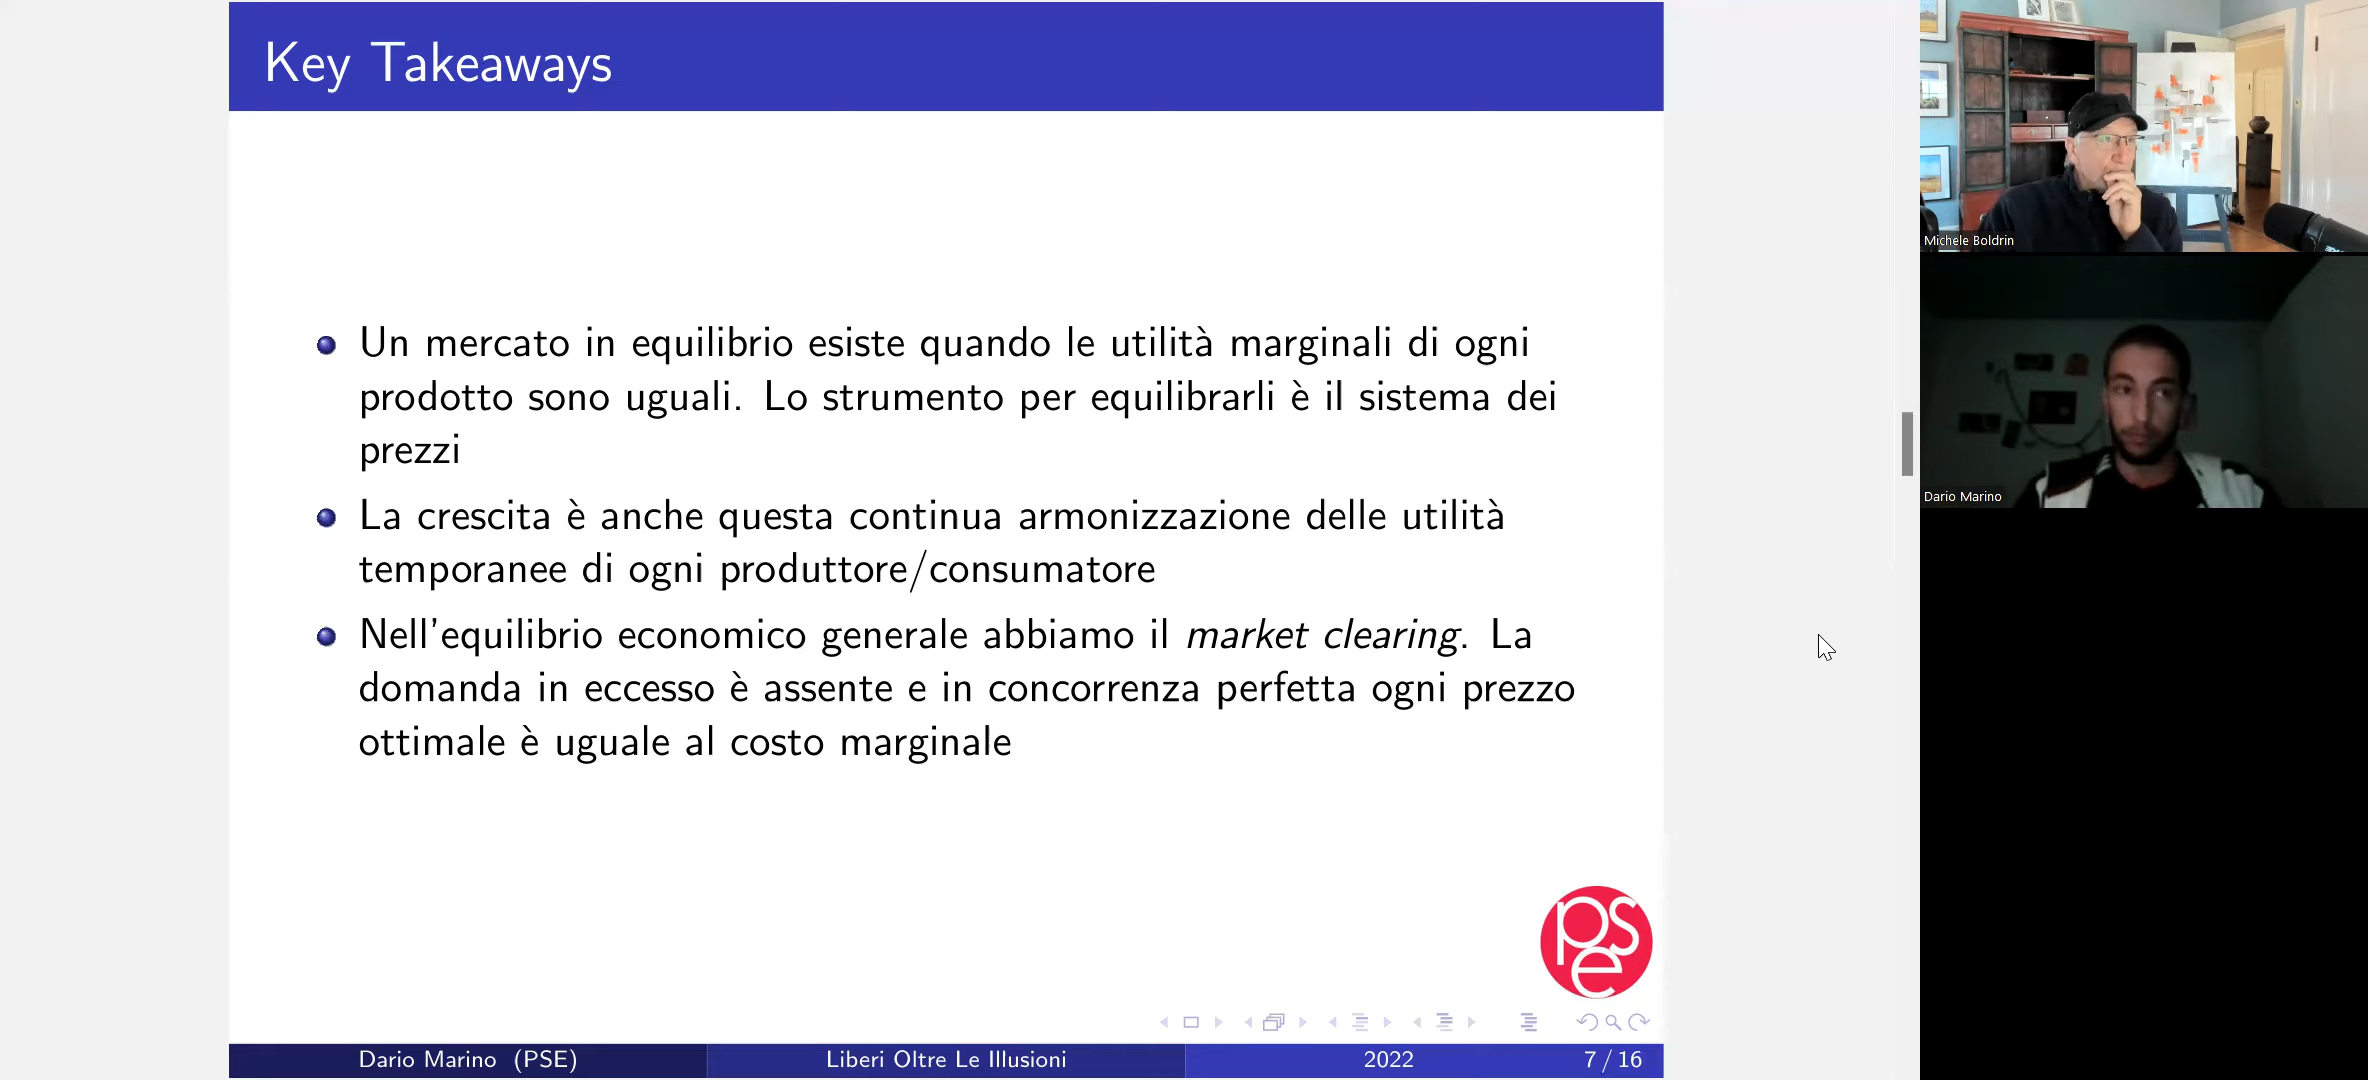 Key Takeaways
Un mercato in equilibrio esiste quando le utilità marginali di ogni
prodotto sono uguali. Lo strumento per equilibrarli è il sistema dei
prezzi
La crescita è anche questa continua armonizzazione delle utilità
temporanee di ogni produttore/consumatore
Nell'equilibrio economico generale abbiamo il market clearing. La
domanda in eccesso è assente e in concorrenza perfetta ogni prezzo
ottimale è uguale al costo marginale
pse
Dario Marino (PSE) Liberi Oltre Le Illusioni 2022 7 / 16
Michele Boldrin
Dario Marino